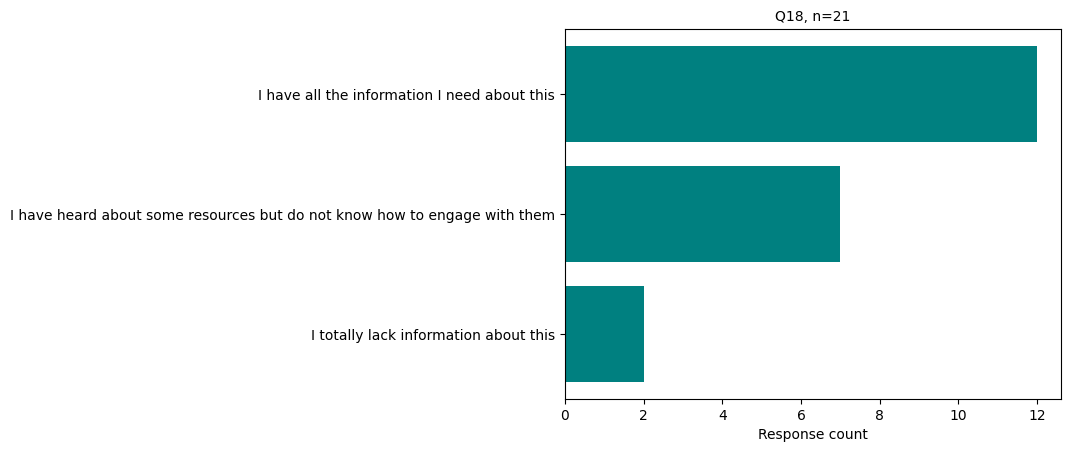 Q18, n=21
I have all the information I need about this
I have heard about some resources but do not know how to engage with them
I totally lack information about this
0 2 4 6 8 10 12
Response count